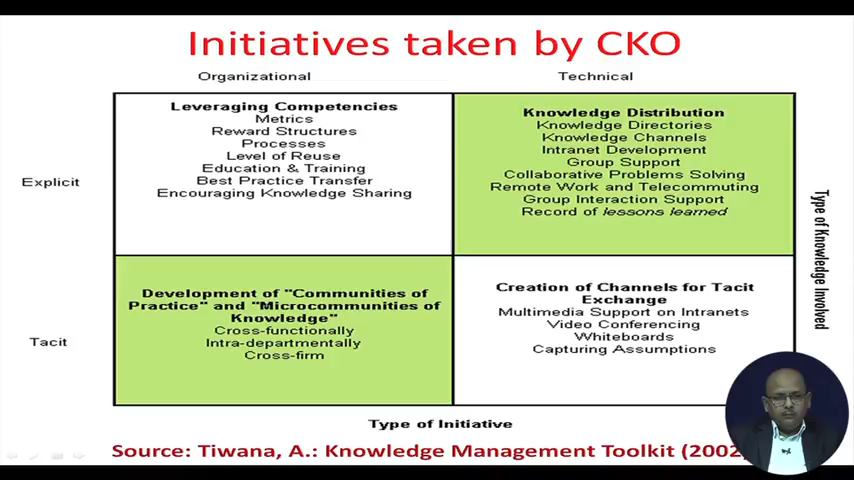 Initiatives taken by CKO
Organizational
Technical
Explicit
Leveraging Competencies
Metrics
Reward Structures
Processes
Level of Reuse
Education & Training
Best Practice Transfer
Encouraging Knowledge Sharing
Knowledge Distribution
Knowledge Directories
Knowledge Channels
Intranet Development
Group Support
Collaborative Problems Solving
Remote Work and Telecommuting
Group Interaction Support
Record of lessons learned
Type of Knowledge Involved
Tacit
Development of "Communities of
Practice" and "Microcommunities of
Knowledge"
Cross-functionally
Intra-departmentally
Cross-firm
Creation of Channels for Tacit
Exchange
Multimedia Support on Intranets
Video Conferencing
Whiteboards
Capturing Assumptions
Type of Initiative
Source: Tiwana, A.: Knowledge Management Toolkit (2002